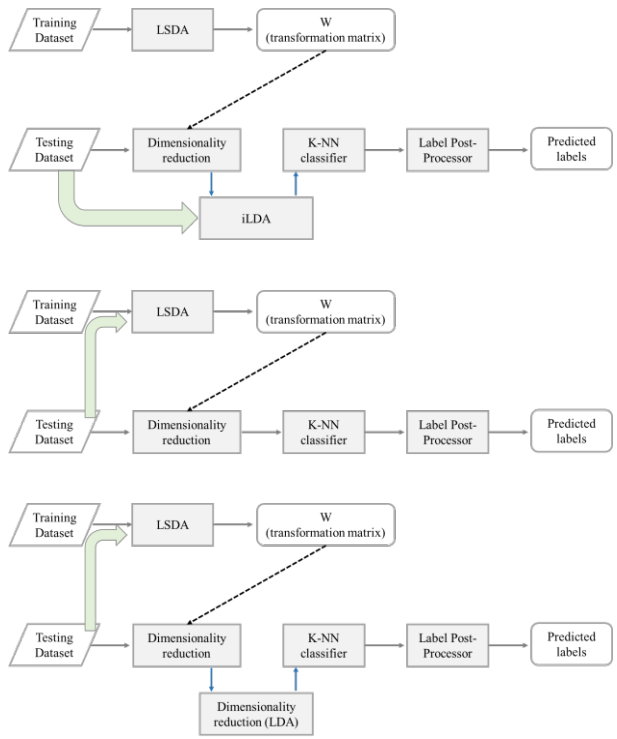 Training
Dataset
LSDA
W
(transformation matrix)
Testing
Dataset
Dimensionality
reduction
K-NN
classifier
Label Post-
Processor
Predicted
labels
iLDA
Training
Dataset
LSDA
W
(transformation matrix)
Testing
Dataset
Dimensionality
reduction
K-NN
classifier
Label Post-
Processor
Predicted
labels
Training
Dataset
LSDA
W
(transformation matrix)
Testing
Dataset
Dimensionality
reduction
K-NN
classifier
Label Post-
Processor
Predicted
labels
Dimensionality
reduction (LDA)